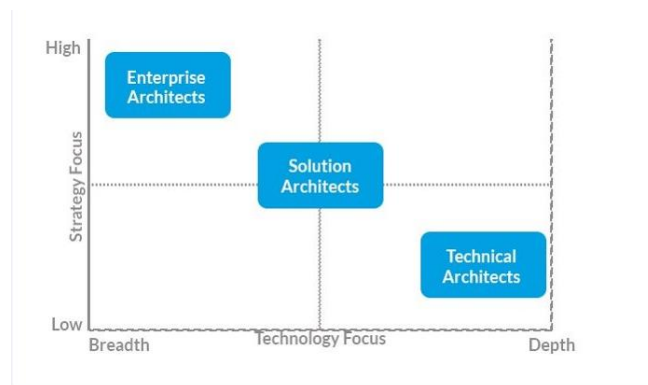 High
Enterprise
Architects
Strategy Focus
Solution
Architects
Technical
Architects
Low
Breadth
Technology Focus
Depth